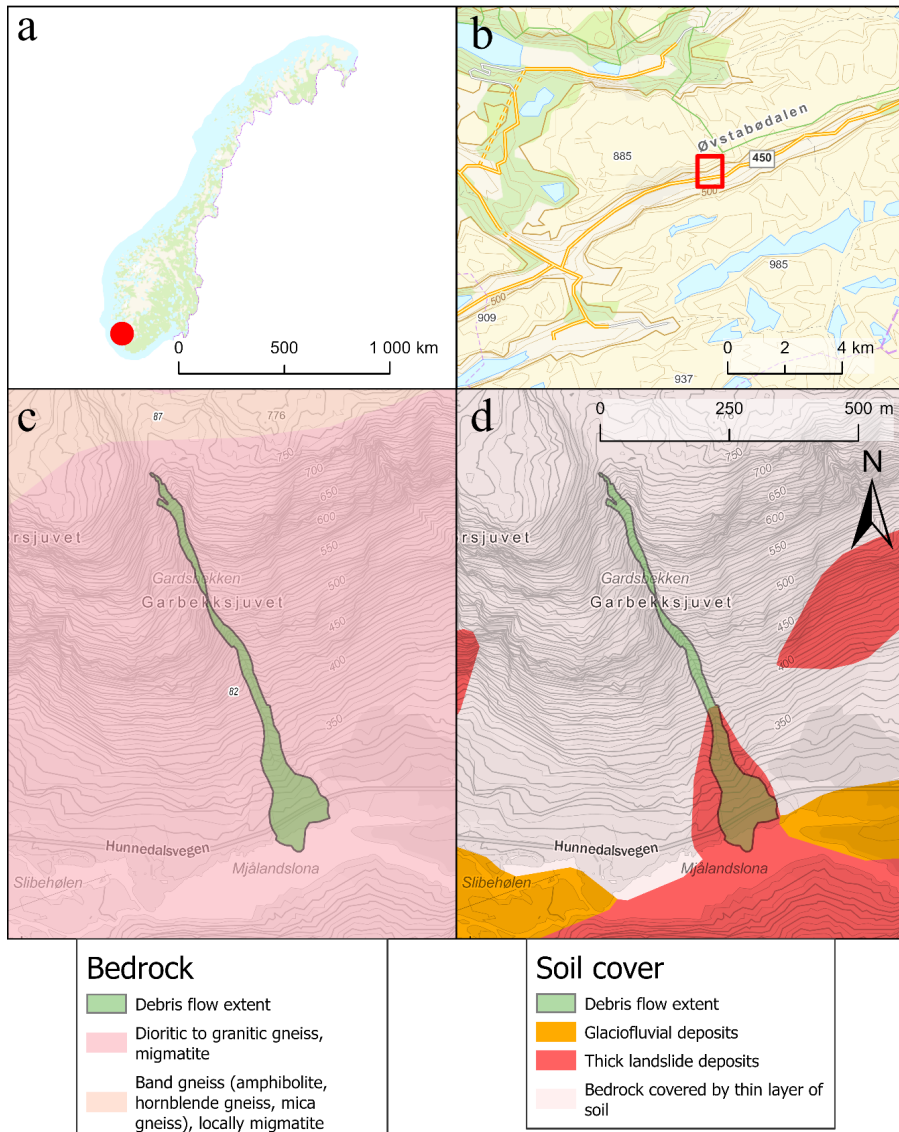 a
0 500 1 000 km
b
Øvstabødalen
885
450
500
985
500
909
0 2 4 km
937
c
87
776
750
700
650
600
550
orsjuvet
500
Gardsbekken
Garbekksjuvet
450
400
82
350
Hunnedalsvegen
Mjålandslona
Slibehølen
d
0 250 500 m
N
750
700
650
600
550
orsjuvet
500
Gardsbekken
Garbekksjuvet
450
400
350
Hunnedalsvegen
Mjålandslona
Slibehølen
Bedrock
Debris flow extent
Dioritic to granitic gneiss,
migmatite
Band gneiss (amphibolite,
hornblende gneiss, mica
gneiss), locally migmatite
Soil cover
Debris flow extent
Glaciofluvial deposits
Thick landslide deposits
Bedrock covered by thin layer of
soil